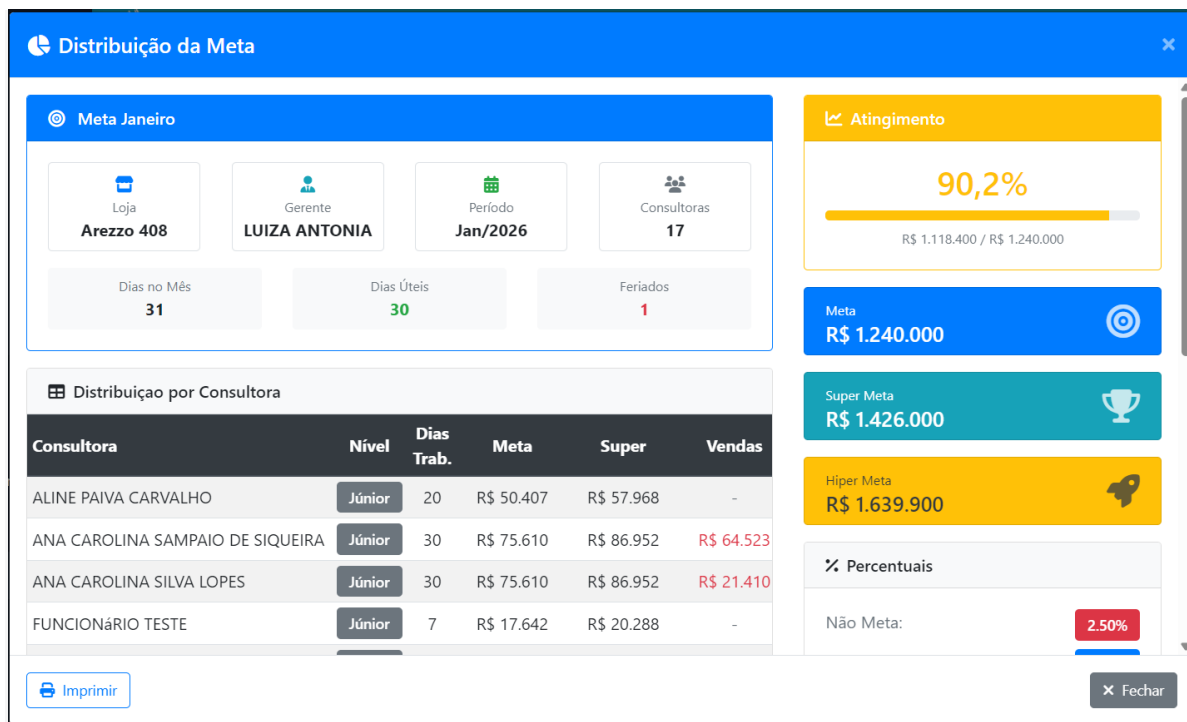 Distribuição da Meta
×
Meta Janeiro
Loja
Arezzo 408
Gerente
LUIZA ANTONIA
Período
Jan/2026
Consultoras
17
Dias no Mês
31
Dias Úteis
30
Feriados
1
Distribuiçao por Consultora
Consultora Nível Dias Trab. Meta Super Vendas
ALINE PAIVA CARVALHO Júnior 20 R$ 50.407 R$ 57.968 -
ANA CAROLINA SAMPAIO DE SIQUEIRA Júnior 30 R$ 75.610 R$ 86.952 R$ 64.523
ANA CAROLINA SILVA LOPES Júnior 30 R$ 75.610 R$ 86.952 R$ 21.410
FUNCIONáRIO TESTE Júnior 7 R$ 17.642 R$ 20.288 -
Atingimento
90,2%
R$ 1.118.400 / R$ 1.240.000
Meta
R$ 1.240.000
Super Meta
R$ 1.426.000
Hiper Meta
R$ 1.639.900
Percentuais
Não Meta: 2.50%
Imprimir
× Fechar